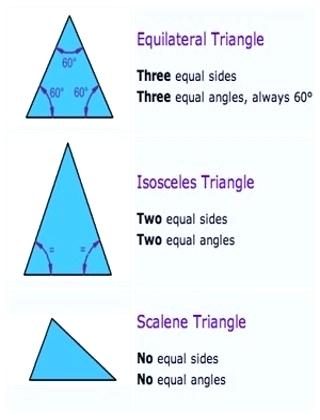 Equilateral Triangle
60°
Three equal sides
60° 60°
Three equal angles, always 60°
Isosceles Triangle
Two equal sides
Two equal angles
= =
Scalene Triangle
No equal sides
No equal angles